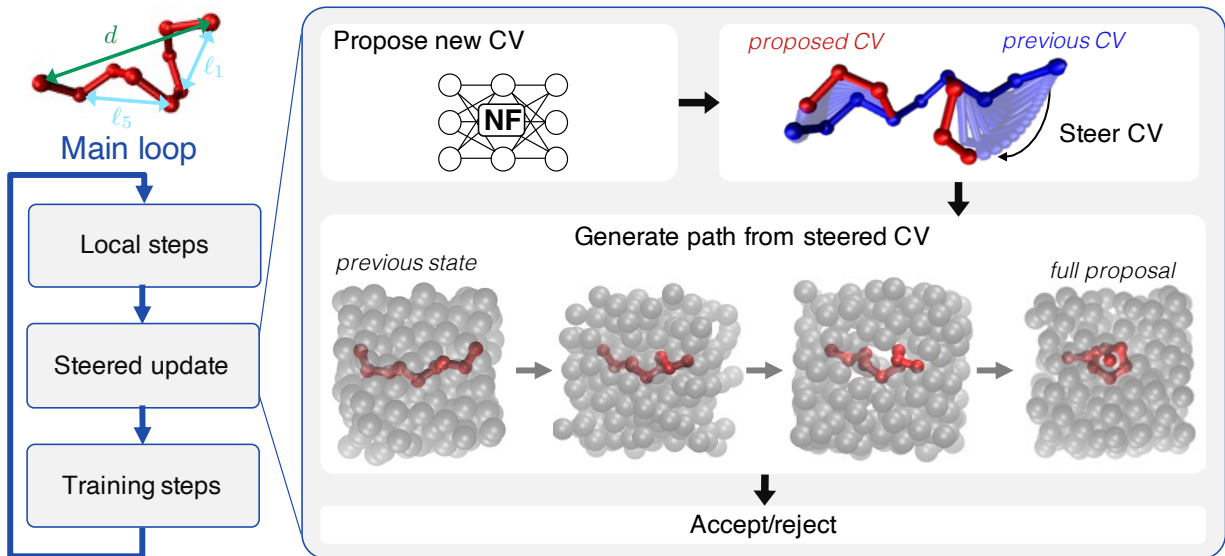 d
ℓ1
ℓ5
Main loop
Local steps
Steered update
Training steps
Propose new CV
NF
proposed CV
previous CV
Steer CV
Generate path from steered CV
previous state
full proposal
Accept/reject